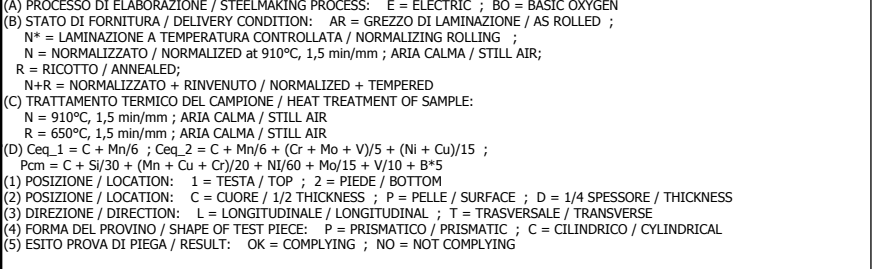 (A) PROCESSO DI ELABORAZIONE / STEELMAKING PROCESS: E = ELECTRIC ; BO = BASIC OXYGEN
(B) STATO DI FORNITURA / DELIVERY CONDITION: AR = GREZZO DI LAMINAZIONE / AS ROLLED ;
N* = LAMINAZIONE A TEMPERATURA CONTROLLATA / NORMALIZING ROLLING ;
N = NORMALIZZATO / NORMALIZED at 910°C, 1,5 min/mm ; ARIA CALMA / STILL AIR;
R = RICOTTO / ANNEALED;
N+R = NORMALIZZATO + RINVENUTO / NORMALIZED + TEMPERED
(C) TRATTAMENTO TERMICO DEL CAMPIONE / HEAT TREATMENT OF SAMPLE:
N = 910°C, 1,5 min/mm ; ARIA CALMA / STILL AIR
R = 650°C, 1,5 min/mm ; ARIA CALMA / STILL AIR
(D) Ceq_1 = C + Mn/6 ; Ceq_2 = C + Mn/6 + (Cr + Mo + V)/5 + (Ni + Cu)/15 ;
Pcm = C + Si/30 + (Mn + Cu + Cr)/20 + NI/60 + Mo/15 + V/10 + B*5
(1) POSIZIONE / LOCATION: 1 = TESTA / TOP ; 2 = PIEDE / BOTTOM
(2) POSIZIONE / LOCATION: C = CUORE / 1/2 THICKNESS ; P = PELLE / SURFACE ; D = 1/4 SPESSORE / THICKNESS
(3) DIREZIONE / DIRECTION: L = LONGITUDINALE / LONGITUDINAL ; T = TRASVERSALE / TRANSVERSE
(4) FORMA DEL PROVINO / SHAPE OF TEST PIECE: P = PRISMATICO / PRISMATIC ; C = CILINDRICO / CYLINDRICAL
(5) ESITO PROVA DI PIEGA / RESULT: OK = COMPLYING ; NO = NOT COMPLYING